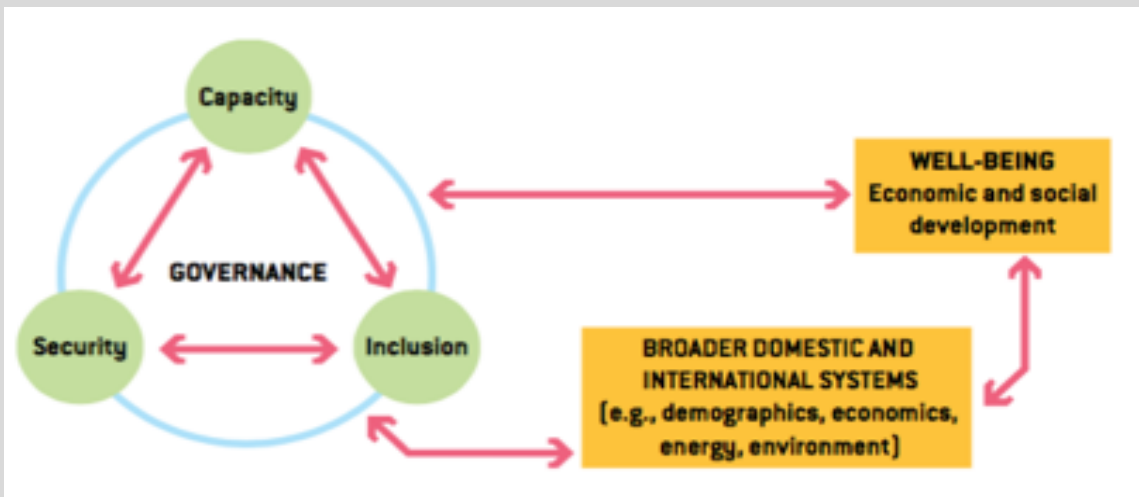 Capacity
WELL-BEING
Economic and social
development
GOVERNANCE
Security
Inclusion
BROADER DOMESTIC AND
INTERNATIONAL SYSTEMS
(e.g., demographics, economics,
energy, environment)